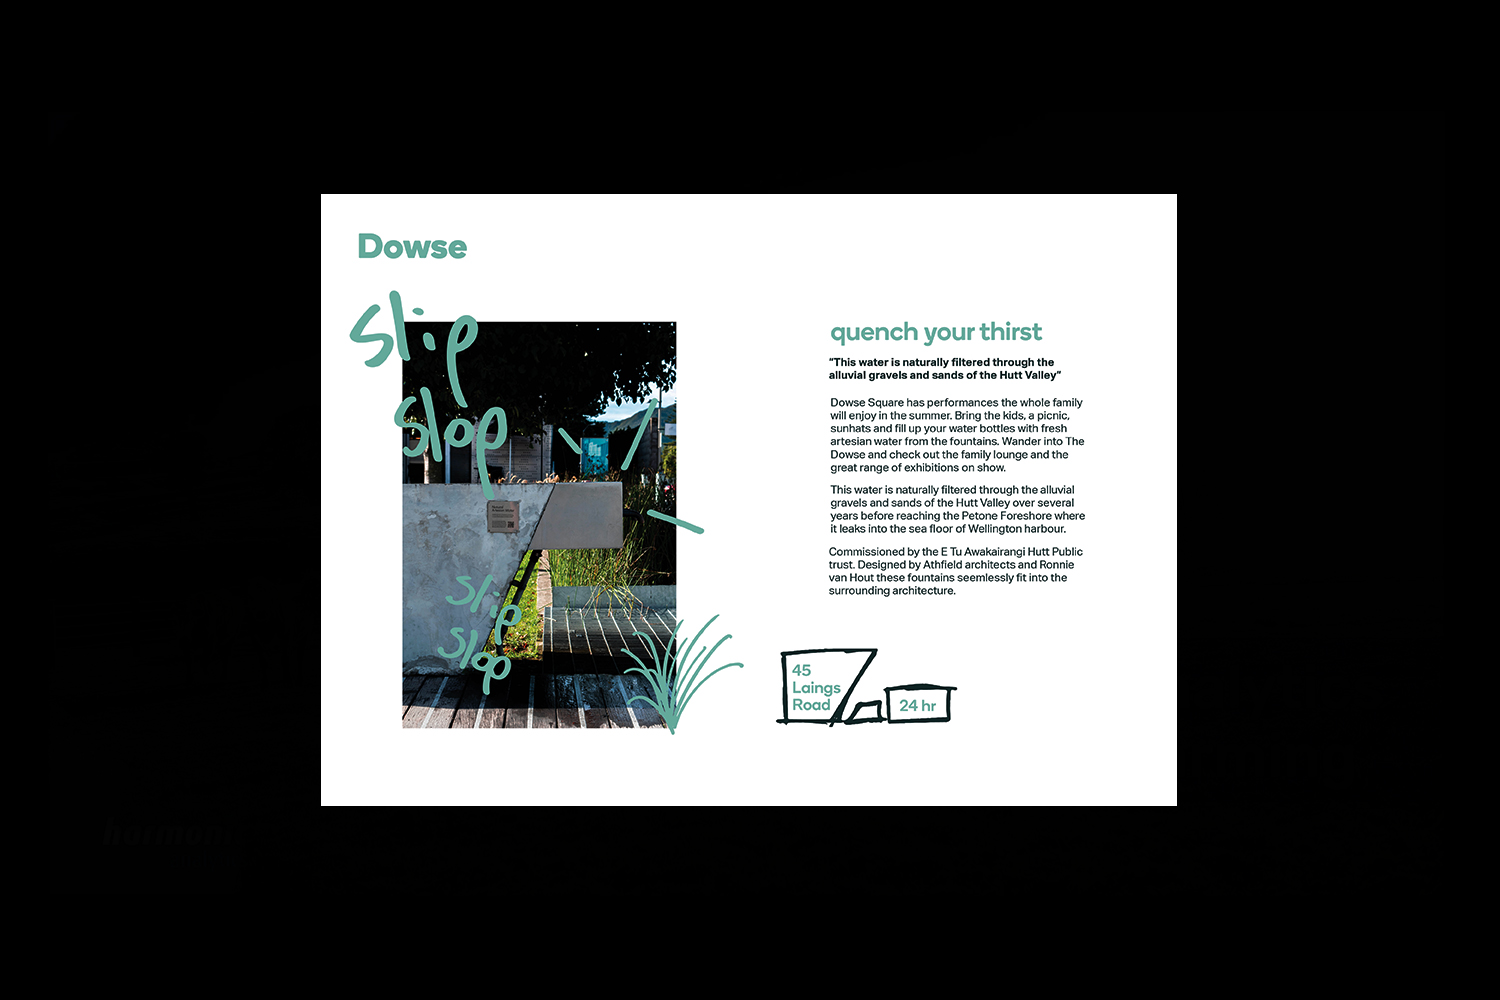 Dowse
Slip
Slop
Slip
Slop
quench your thirst
“This water is naturally filtered through the
alluvial gravels and sands of the Hutt Valley”
Dowse Square has performances the whole family
will enjoy in the summer. Bring the kids, a picnic,
sunhats and fill up your water bottles with fresh
artesian water from the fountains. Wander into The
Dowse and check out the family lounge and the
great range of exhibitions on show.
This water is naturally filtered through the alluvial
gravels and sands of the Hutt Valley over several
years before reaching the Petone Foreshore where
it leaks into the sea floor of Wellington harbour.
Commissioned by the E Tu Awakairangi Hutt Public
trust. Designed by Athfield architects and Ronnie
van Hout these fountains seemlessly fit into the
surrounding architecture.
45
Laings
Road
24 hr